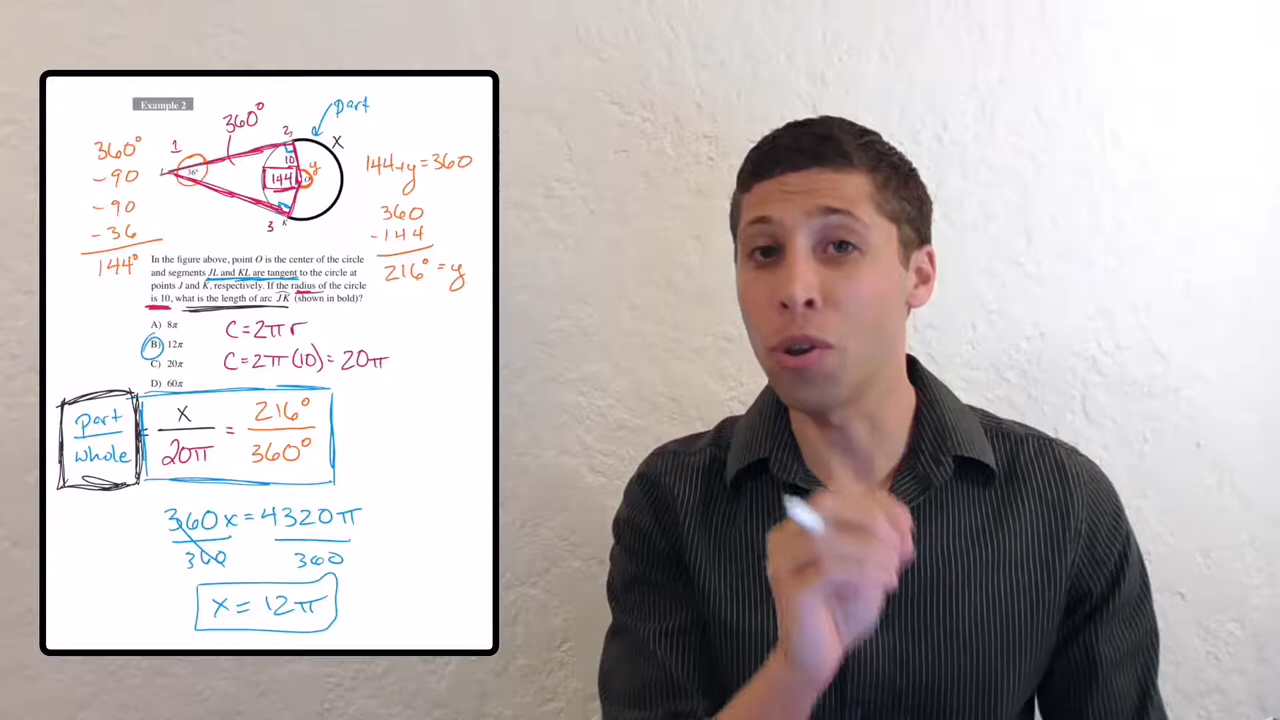 Example 2
part
360°
1
2
X
360°
-90
-90
-36
144°
36°
10
y
144
O
3
K
144+y=360
360
-144
216° = y
In the figure above, point O is the center of the circle
and segments JL and KL are tangent to the circle at
points J and K, respectively. If the radius of the circle
is 10, what is the length of arc JK (shown in bold)?
A) 8π
B) 12π
C) 20π
D) 60π
C = 2πr
C = 2π(10) = 20π
part
whole
= x
20π
= 216°
360°
360x = 4320π
360 360
x = 12π